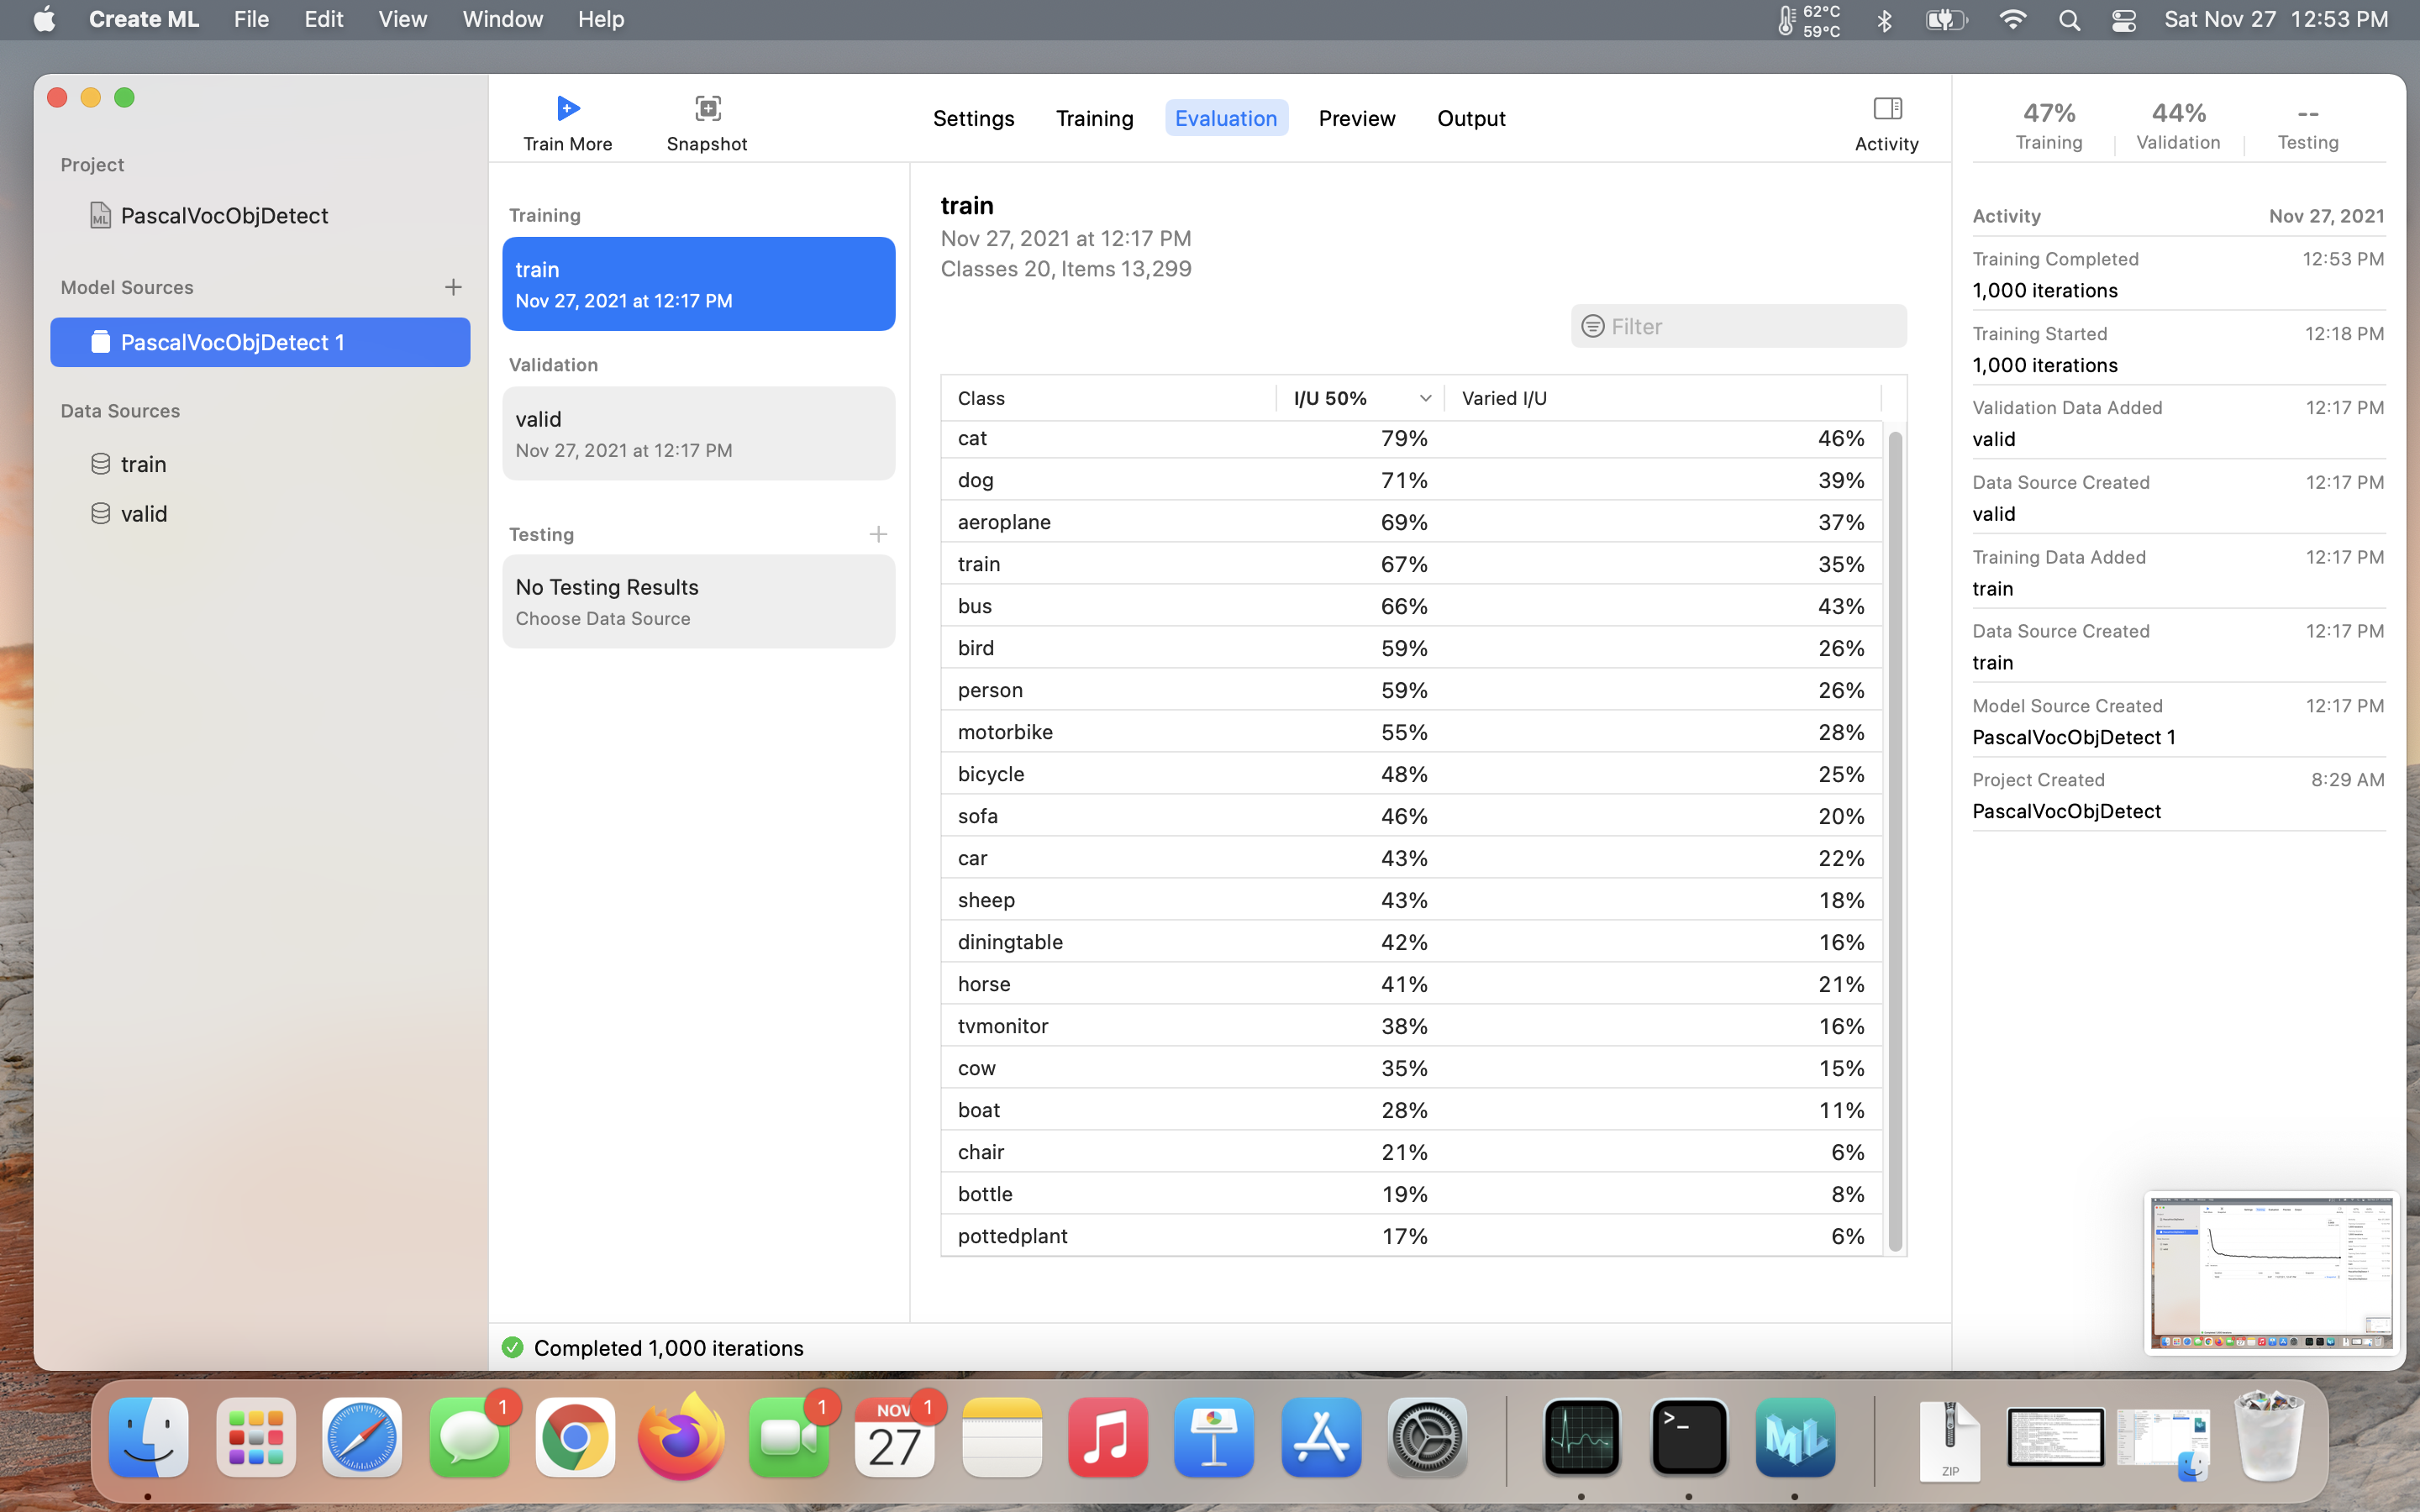 Create ML File Edit View Window Help 62°C 59°C Sat Nov 27 12:53 PM
Project
PascalVocObjDetect
Model Sources
PascalVocObjDetect 1
Data Sources
train
valid
Train More Snapshot Settings Training Evaluation Preview Output Activity
Training
train
Nov 27, 2021 at 12:17 PM
Validation
valid
Nov 27, 2021 at 12:17 PM
Testing
No Testing Results
Choose Data Source
train
Nov 27, 2021 at 12:17 PM
Classes 20, Items 13,299
Filter
Class I/U 50% Varied I/U
cat 79% 46%
dog 71% 39%
aeroplane 69% 37%
train 67% 35%
bus 66% 43%
bird 59% 26%
person 59% 26%
motorbike 55% 28%
bicycle 48% 25%
sofa 46% 20%
car 43% 22%
sheep 43% 18%
diningtable 42% 16%
horse 41% 21%
tvmonitor 38% 16%
cow 35% 15%
boat 28% 11%
chair 21% 6%
bottle 19% 8%
pottedplant 17% 6%
Completed 1,000 iterations
47% 44% --
Training Validation Testing
Activity Nov 27, 2021
Training Completed 12:53 PM
1,000 iterations
Training Started 12:18 PM
1,000 iterations
Validation Data Added 12:17 PM
valid
Data Source Created 12:17 PM
valid
Training Data Added 12:17 PM
train
Data Source Created 12:17 PM
train
Model Source Created 12:17 PM
PascalVocObjDetect 1
Project Created 8:29 AM
PascalVocObjDetect
1
1
NOV 1
27
>_
ML
ZIP